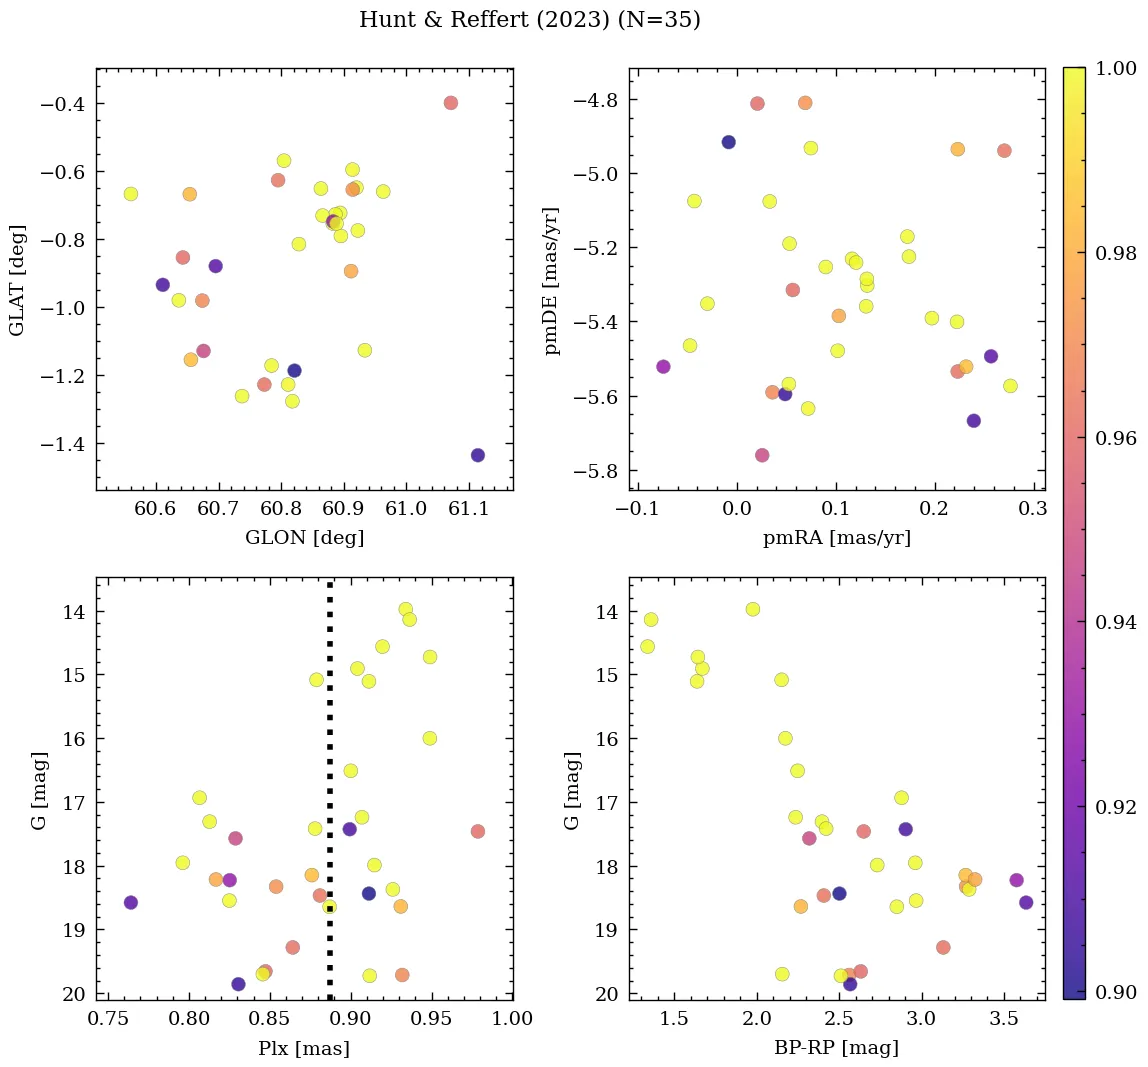 Hunt & Reffert (2023) (N=35)
−0.4
−0.6
−0.8
−1.0
−1.2
−1.4
GLAT [deg]
60.6 60.7 60.8 60.9 61.0 61.1
GLON [deg]
−4.8
−5.0
−5.2
−5.4
−5.6
−5.8
pmDE [mas/yr]
−0.1 0.0 0.1 0.2 0.3
pmRA [mas/yr]
14
15
16
17
18
19
20
G [mag]
0.75 0.80 0.85 0.90 0.95 1.00
Plx [mas]
14
15
16
17
18
19
20
G [mag]
1.5 2.0 2.5 3.0 3.5
BP-RP [mag]
1.00
0.98
0.96
0.94
0.92
0.90